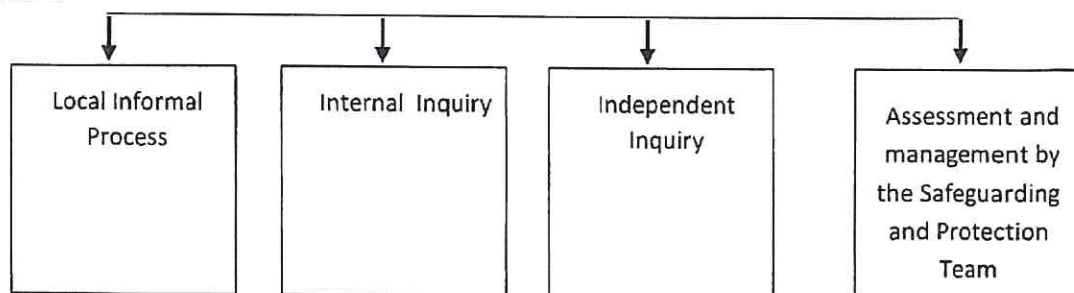 Local Informal
Process
Internal Inquiry
Independent
Inquiry
Assessment and
management by
the Safeguarding
and Protection
Team